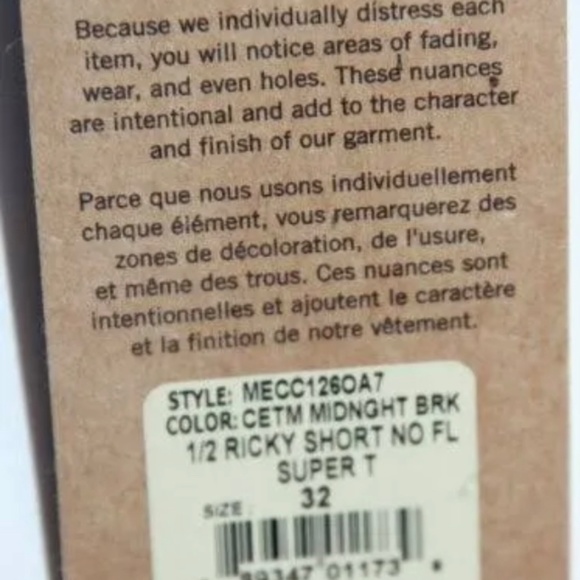 Because we individually distress each
item, you will notice areas of fading,
wear, and even holes. These nuances
are intentional and add to the character
and finish of our garment.
Parce que nous usons individuellement
chaque élément, vous remarquerez des
zones de décoloration, de l'usure,
et même des trous. Ces nuances sont
intentionnelles et ajoutent le caractère
et la finition de notre vêtement.
STYLE: MECC126OA7
COLOR: CETM MIDNGHT BRK
1/2 RICKY SHORT NO FL
SUPER T
SIZE: 32
89347 01173